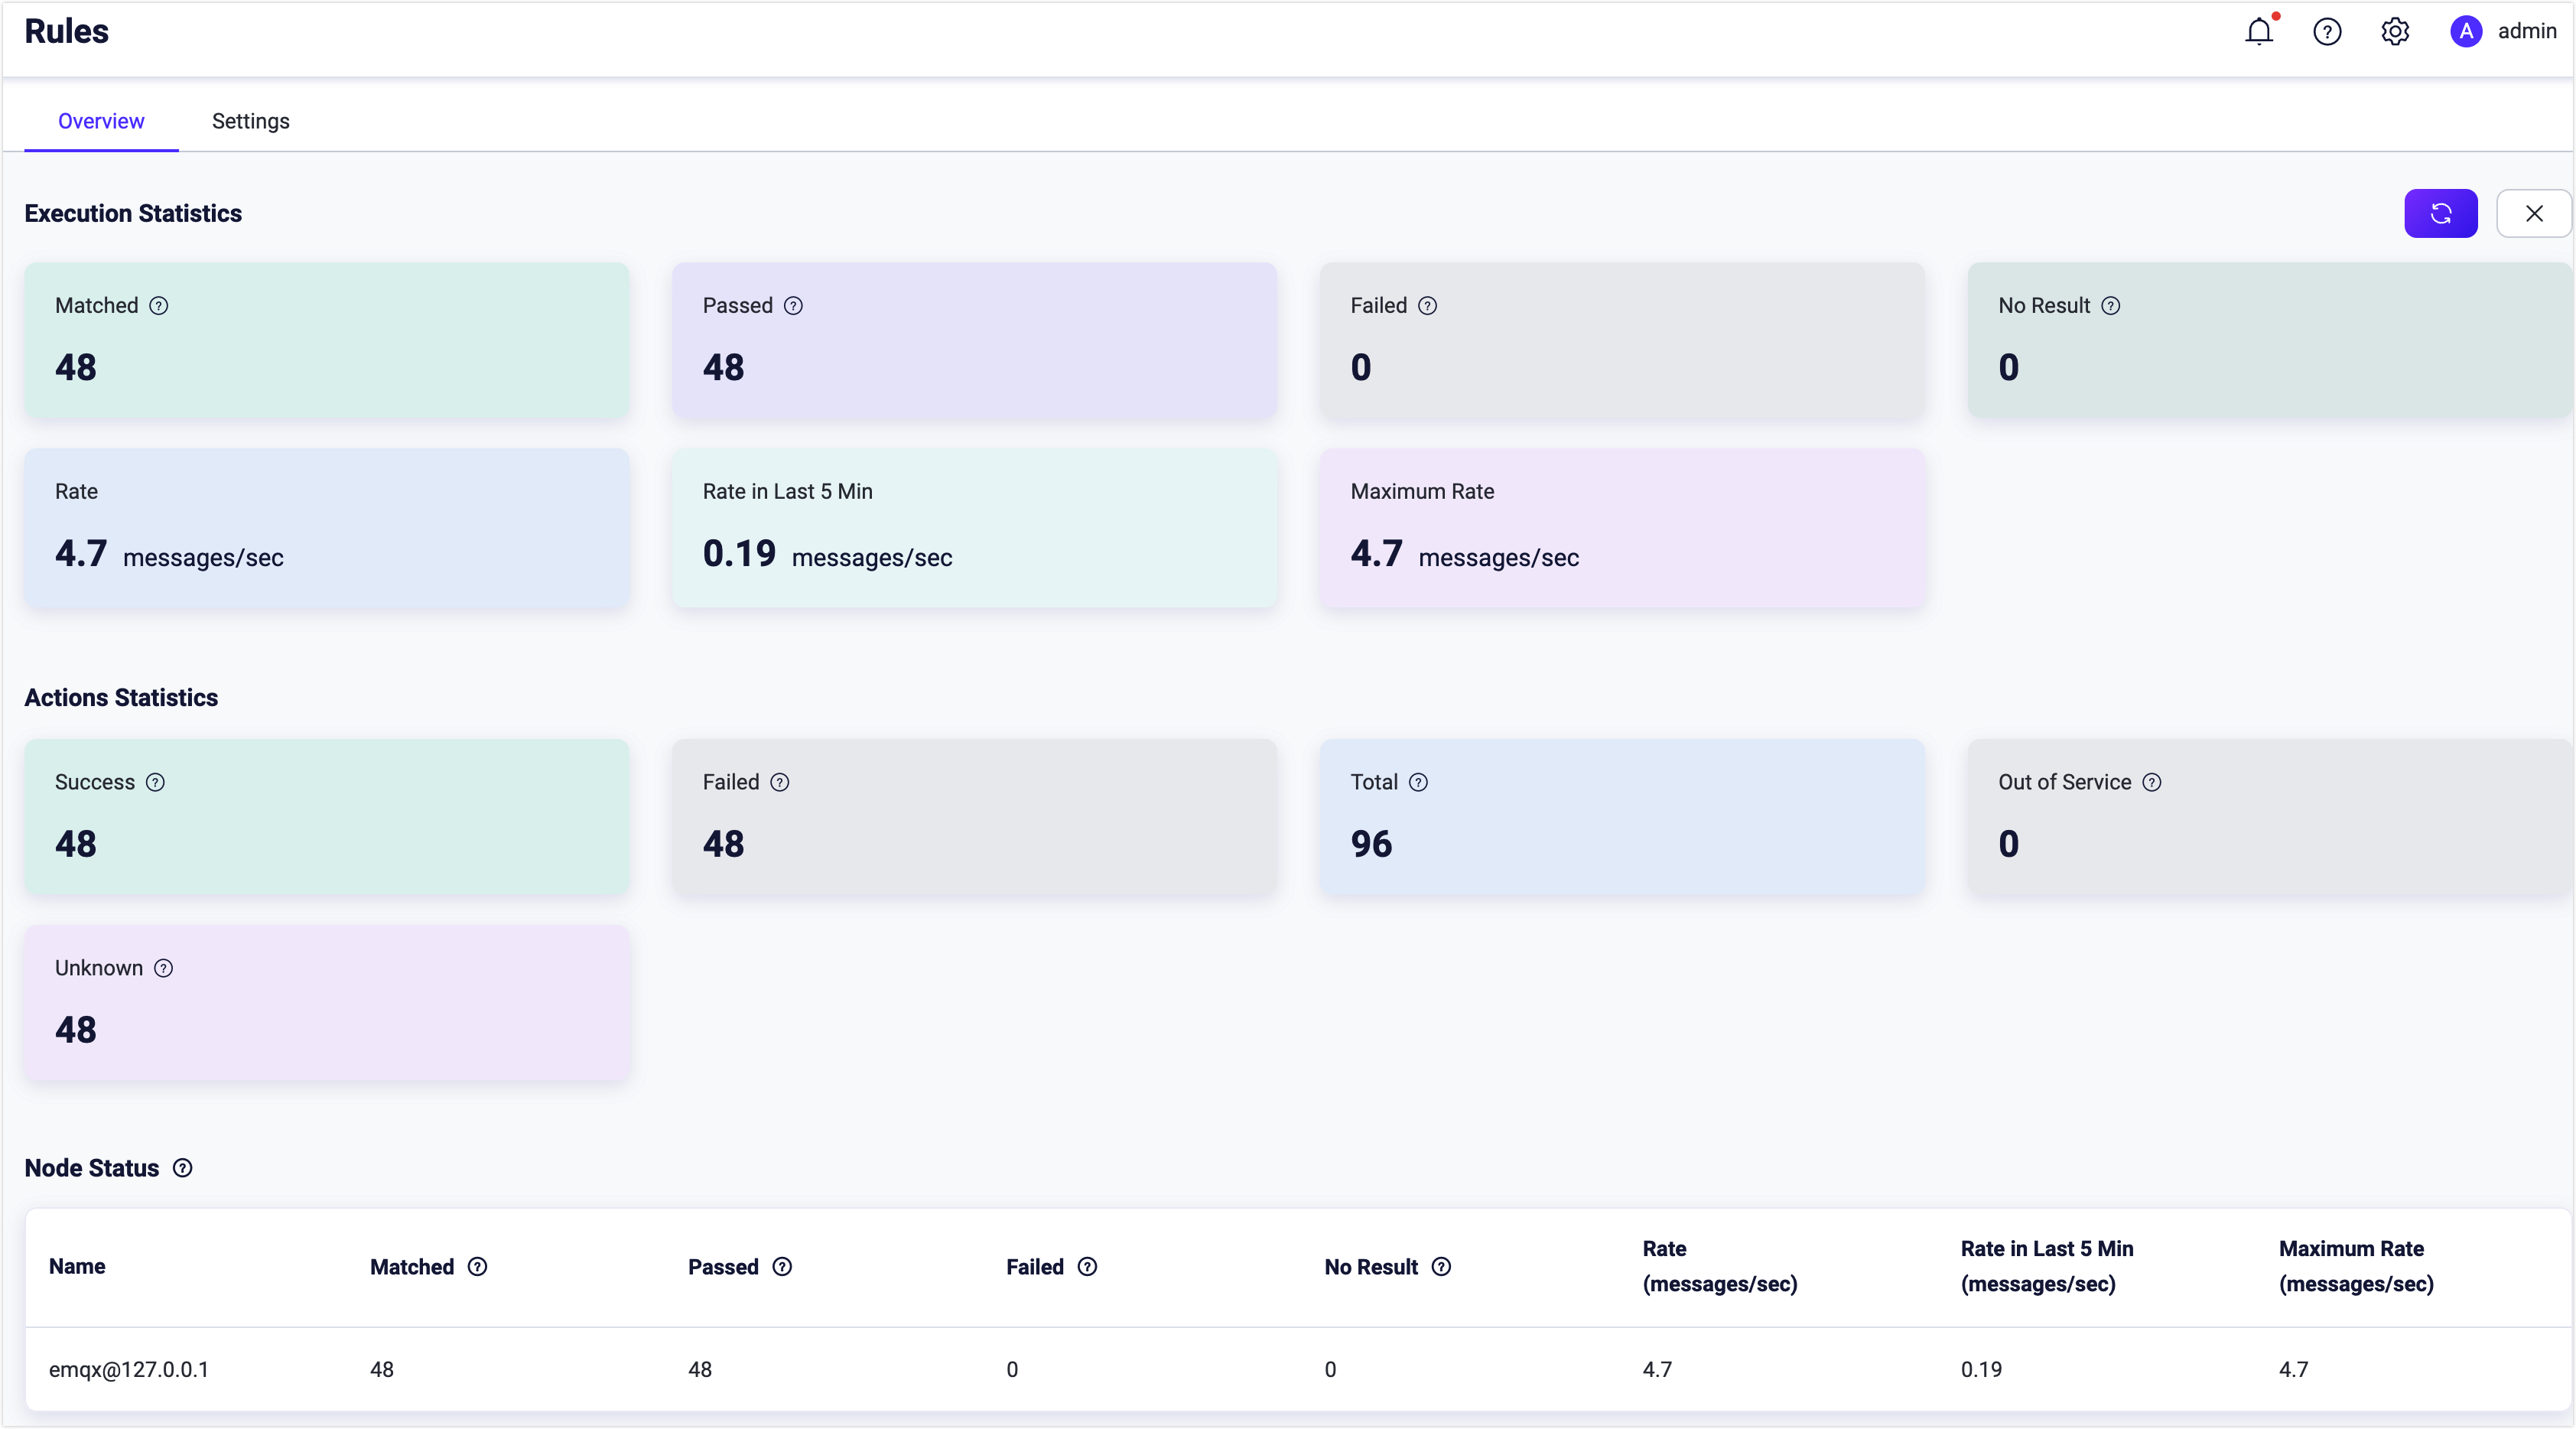 Rules
A admin
Overview Settings
Execution Statistics
Matched ? Passed ? Failed ? No Result ?
48 48 0 0
Rate Rate in Last 5 Min Maximum Rate
4.7 messages/sec 0.19 messages/sec 4.7 messages/sec
Actions Statistics
Success ? Failed ? Total ? Out of Service ?
48 48 96 0
Unknown ?
48
Node Status ?
Name Matched ? Passed ? Failed ? No Result ? Rate (messages/sec) Rate in Last 5 Min (messages/sec) Maximum Rate (messages/sec)
emqx@127.0.0.1 48 48 0 0 4.7 0.19 4.7